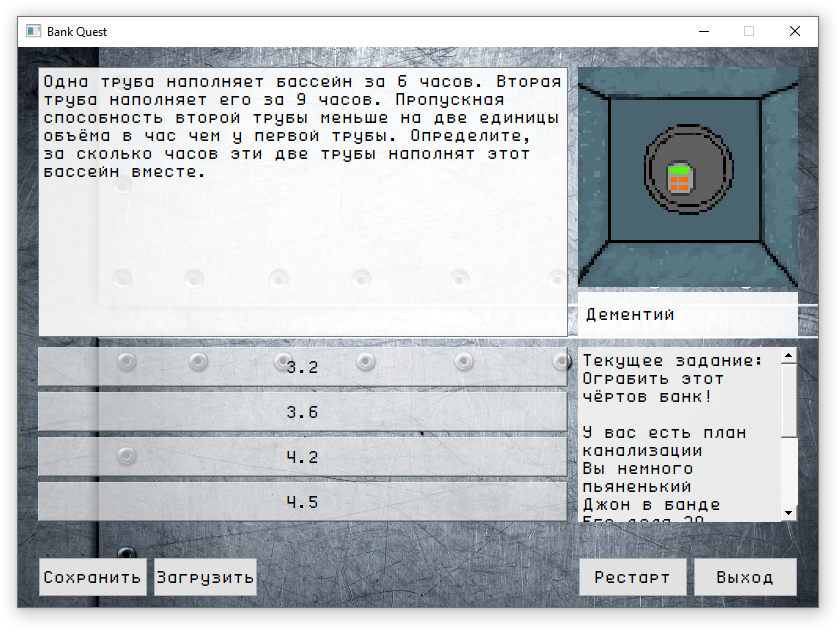 Bank Quest
Одна труба наполняет бассейн за 6 часов. Вторая
труба наполняет его за 9 часов. Пропускная
способность второй трубы меньше на две единицы
объёма в час чем у первой трубы. Определите,
за сколько часов эти две трубы наполнят этот
бассейн вместе.
Дементий
3.2
3.6
4.2
4.5
Текущее задание:
Ограбить этот
чёртов банк!
У вас есть план
канализации
Вы немного
пьяненький
Джон в банде
Сохранить
Загрузить
Рестарт
Выход